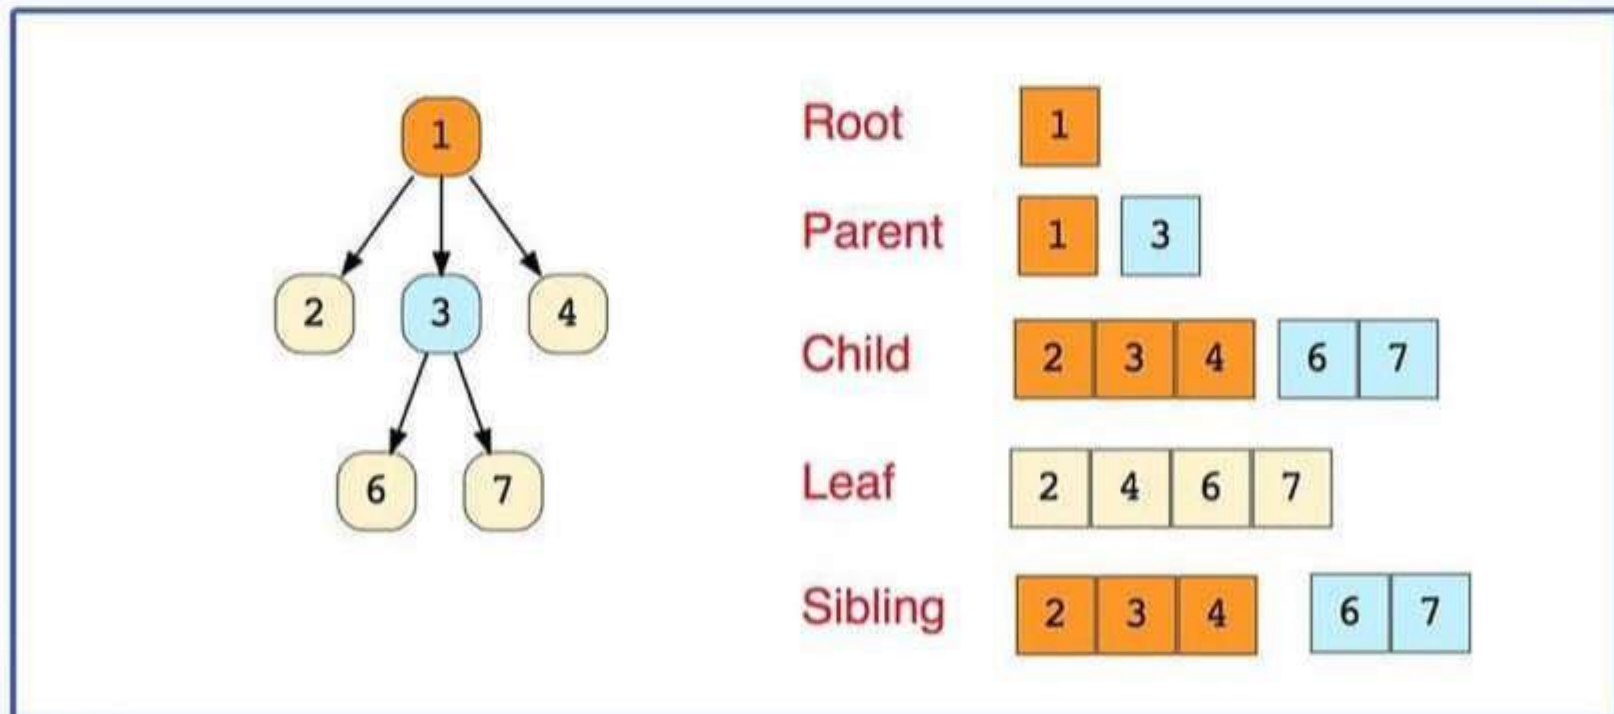 1
2 3 4
6 7
Root 1
Parent 1 3
Child 2 3 4 6 7
Leaf 2 4 6 7
Sibling 2 3 4 6 7